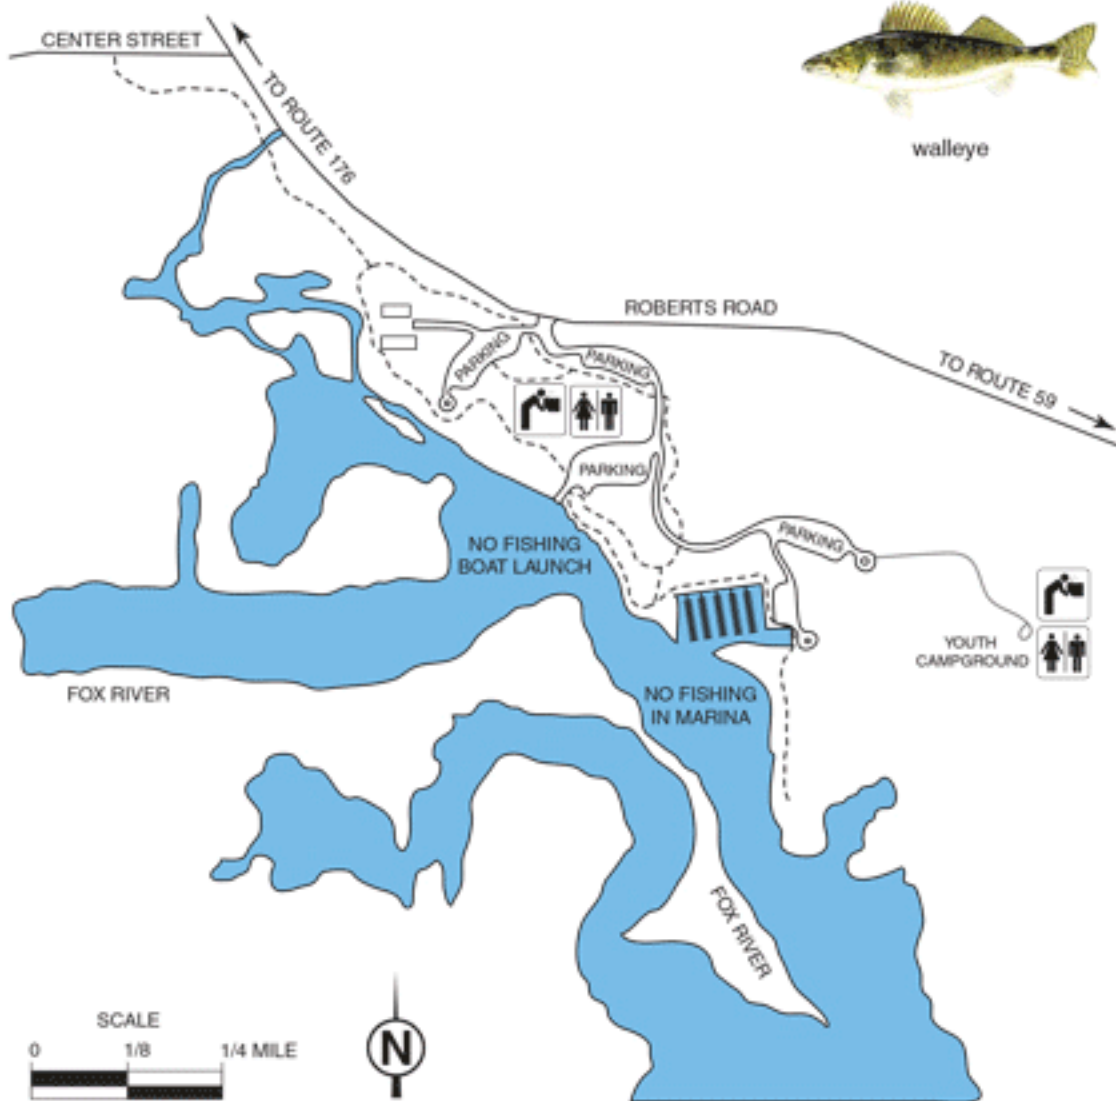 CENTER STREET
TO ROUTE 176
walleye
ROBERTS ROAD
TO ROUTE 59
PARKING
PARKING
PARKING
PARKING
NO FISHING
BOAT LAUNCH
YOUTH
CAMPGROUND
FOX RIVER
NO FISHING
IN MARINA
FOX RIVER
SCALE
0 1/8 1/4 MILE
N